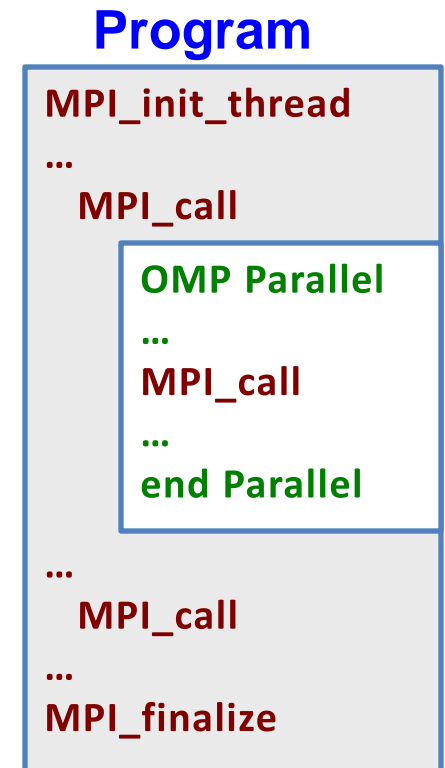 Program
MPI_init_thread
…
MPI_call
OMP Parallel
…
MPI_call
…
end Parallel
…
MPI_call
…
MPI_finalize